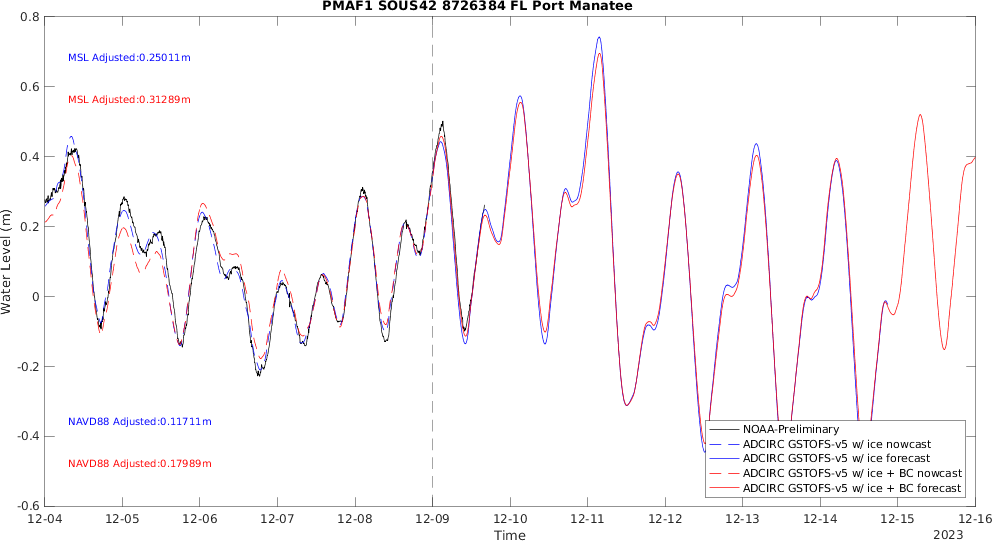 PMAF1 SOUS42 8726384 FL Port Manatee
0.8
0.6
0.4
0.2
0
-0.2
-0.4
-0.6
Water Level (m)
MSL Adjusted:0.25011m
MSL Adjusted:0.31289m
NAVD88 Adjusted:0.11711m
NAVD88 Adjusted:0.17989m
NOAA-Preliminary
ADCIRC GSTOFS-v5 w/ ice nowcast
ADCIRC GSTOFS-v5 w/ ice forecast
ADCIRC GSTOFS-v5 w/ ice + BC nowcast
ADCIRC GSTOFS-v5 w/ ice + BC forecast
12-04 12-05 12-06 12-07 12-08 12-09 12-10 12-11 12-12 12-13 12-14 12-15 12-16
Time
2023